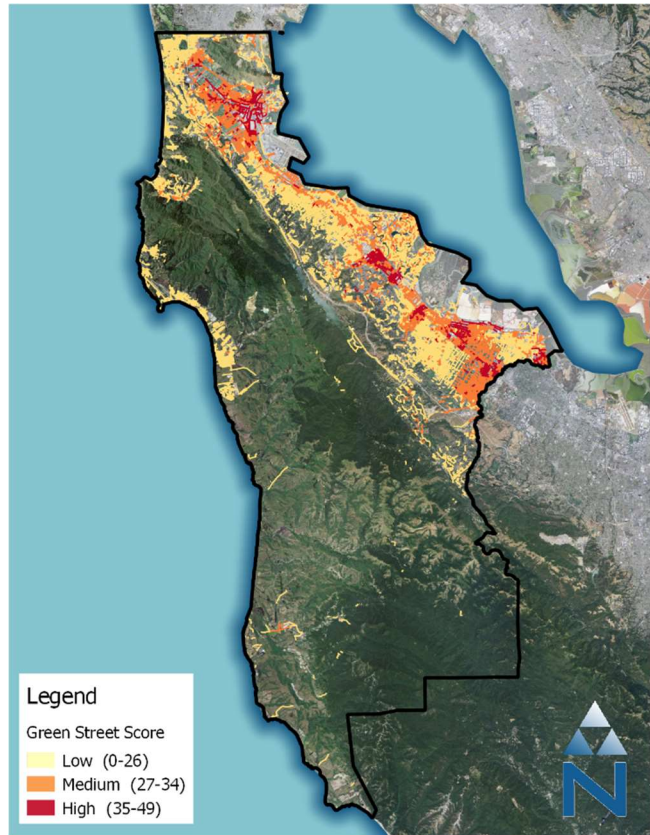 Legend
Green Street Score
Low (0-26)
Medium (27-34)
High (35-49)
N